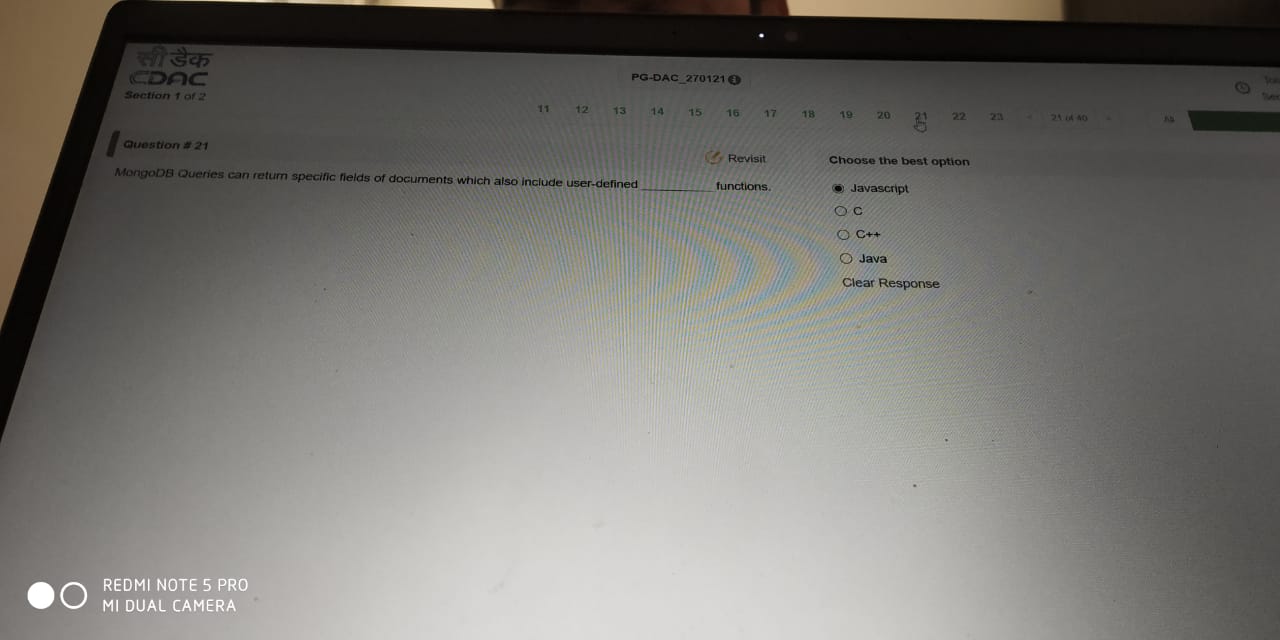 सी डैक
CDAC
Section 1 of 2
PG-DAC_270121
11 12 13 14 15 16 17 18 19 20 21 22 23 < 21 of 40
All
Question # 21
Revisit
MongoDB Queries can return specific fields of documents which also include user-defined ____________ functions.
Choose the best option
Javascript
C
C++
Java
Clear Response
REDMI NOTE 5 PRO
MI DUAL CAMERA